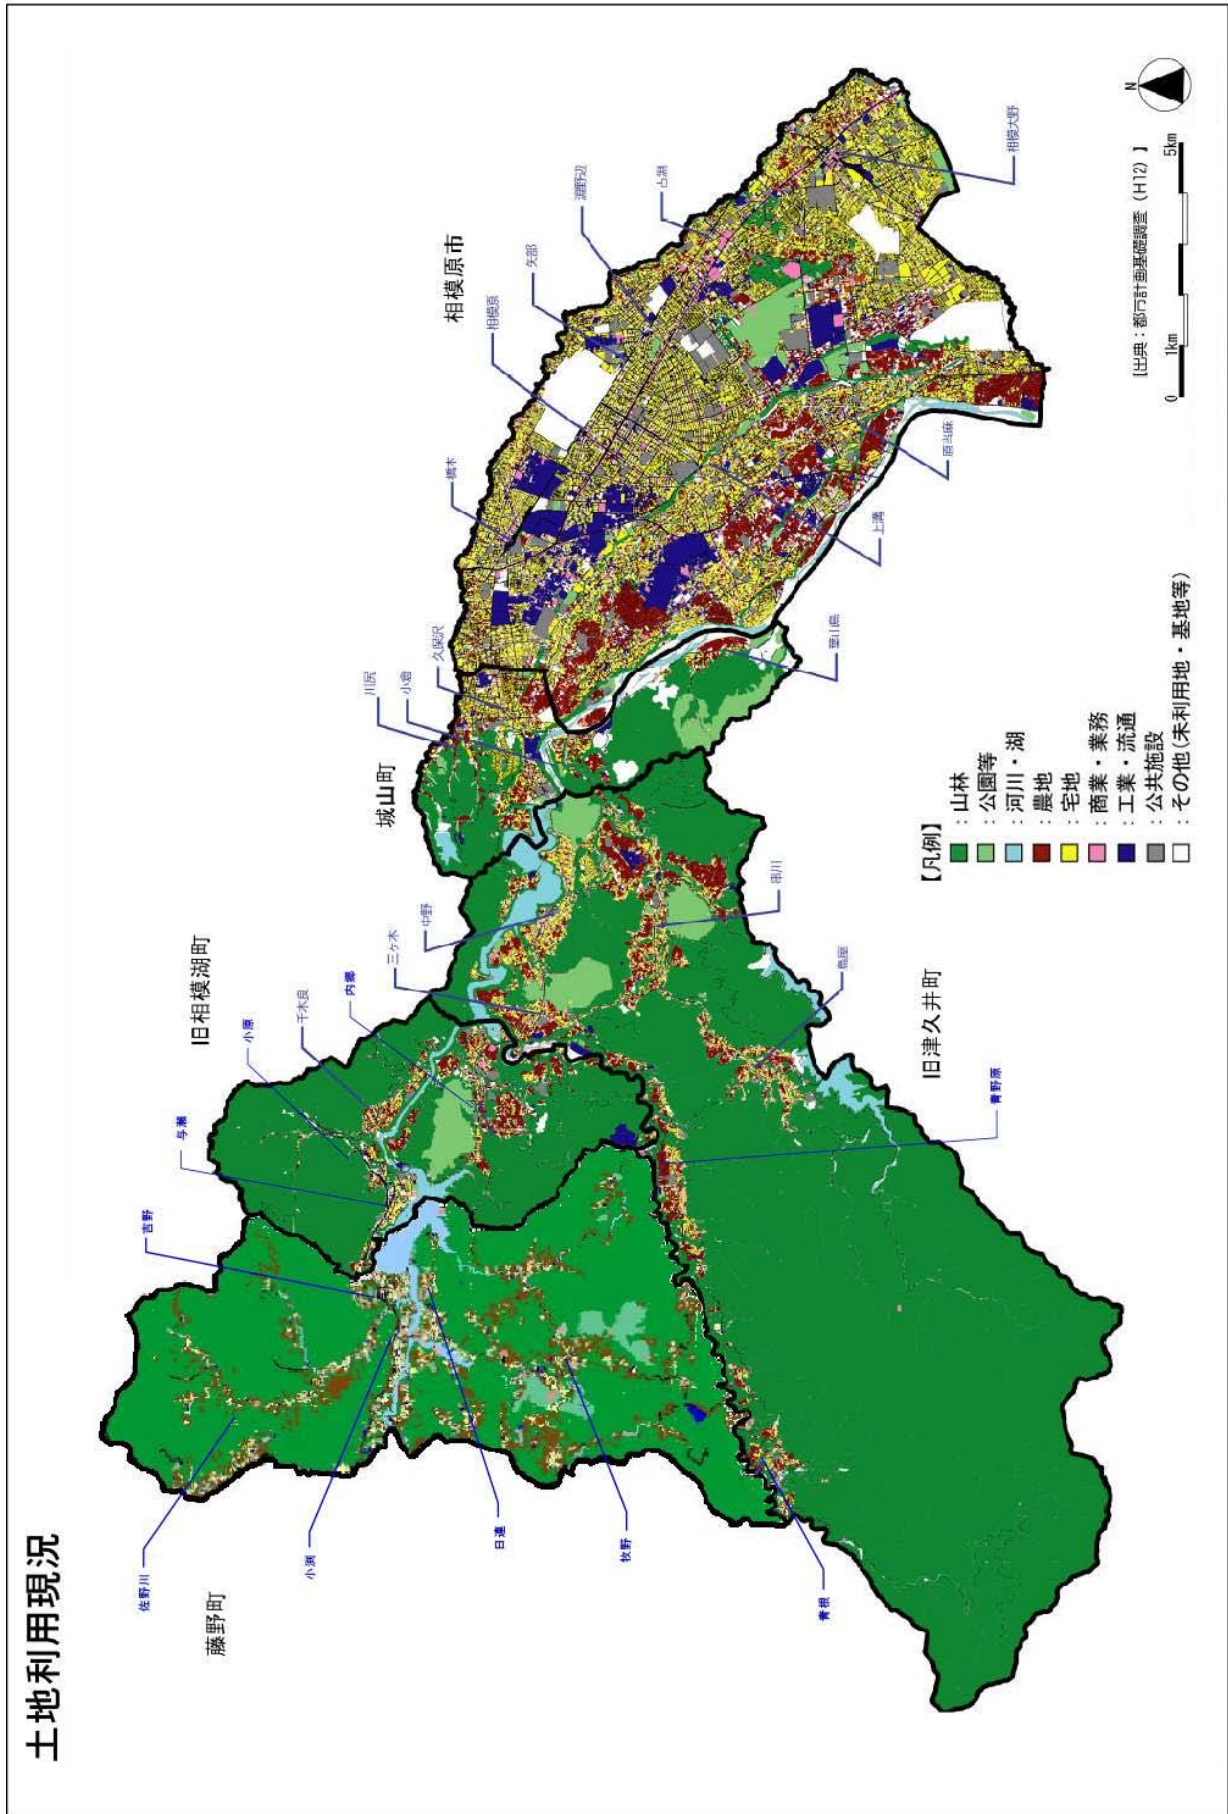 土地利用現況
藤野町
佐野川
小渕
日連
牧野
青根
吉野
与瀬
小原
千木良
内郷
旧相模湖町
三ケ木
中野
串川
鳥屋
青野原
旧津久井町
城山町
川尻
小倉
久保沢
葉山島
相模原市
橋本
相模原
矢部
淵野辺
古淵
相模大野
原当麻
上溝
【凡例】
：山林
：公園等
：河川・湖
：農地
：宅地
：商業・業務
：工業・流通
：公共施設
：その他(未利用地・基地等)
N
[出典：都市計画基礎調査（H12）]
0 1km 5km